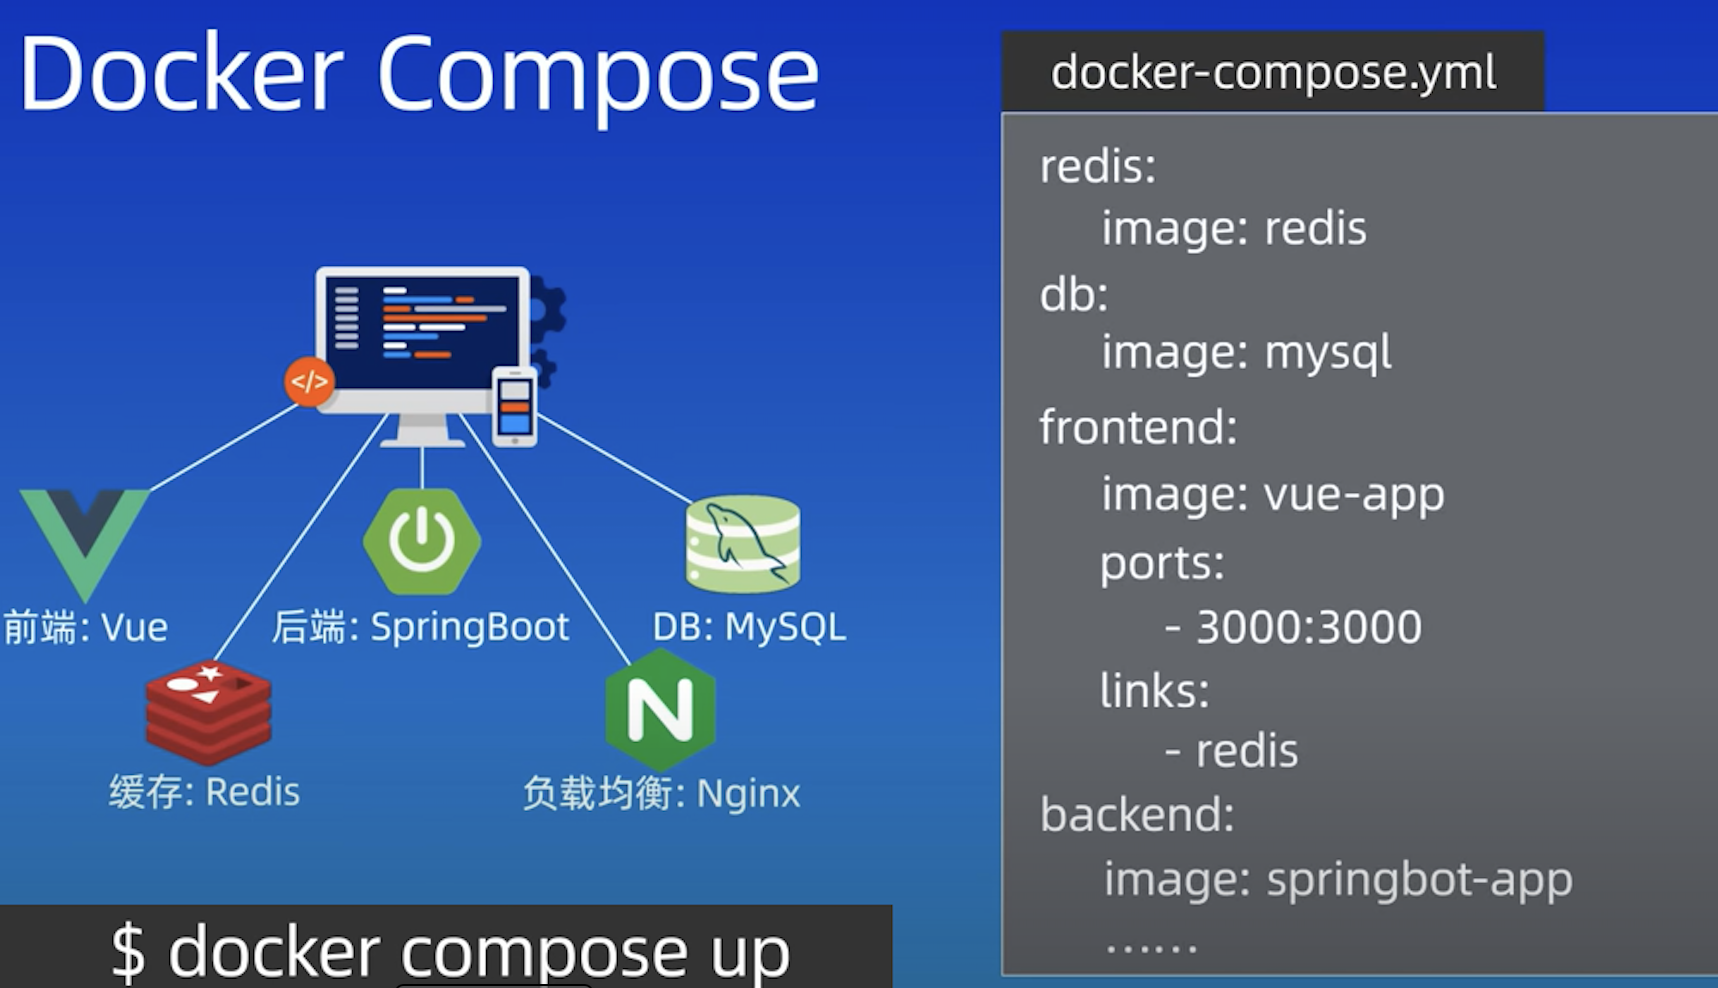 Docker Compose
</>
前端: Vue
后端: SpringBoot
DB: MySQL
缓存: Redis
N
负载均衡: Nginx
$ docker compose up
docker-compose.yml
redis:
image: redis
db:
image: mysql
frontend:
image: vue-app
ports:
- 3000:3000
links:
- redis
backend:
image: springbot-app
......